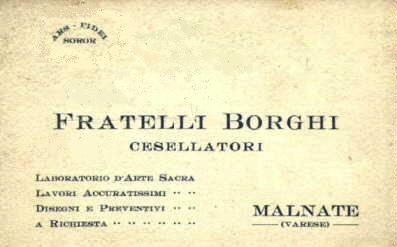 ARS - FIDEI
SOROR
FRATELLI BORGHI
CESELLATORI
LABORATORIO D'ARTE SACRA
LAVORI ACCURATISSIMI " "
DISEGNI E PREVENTIVI " "
A RICHIESTA " " " " " "
MALNATE
(VARESE)